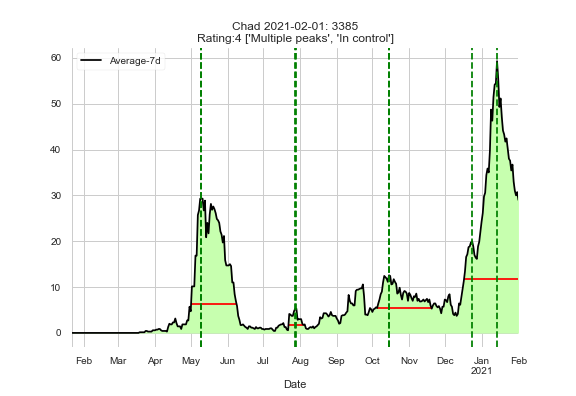 Chad 2021-02-01: 3385
Rating:4 ['Multiple peaks', 'In control']
Average-7d
60
50
40
30
20
10
0
Feb Mar Apr May Jun Jul Aug Sep Oct Nov Dec Jan Feb
2021
Date